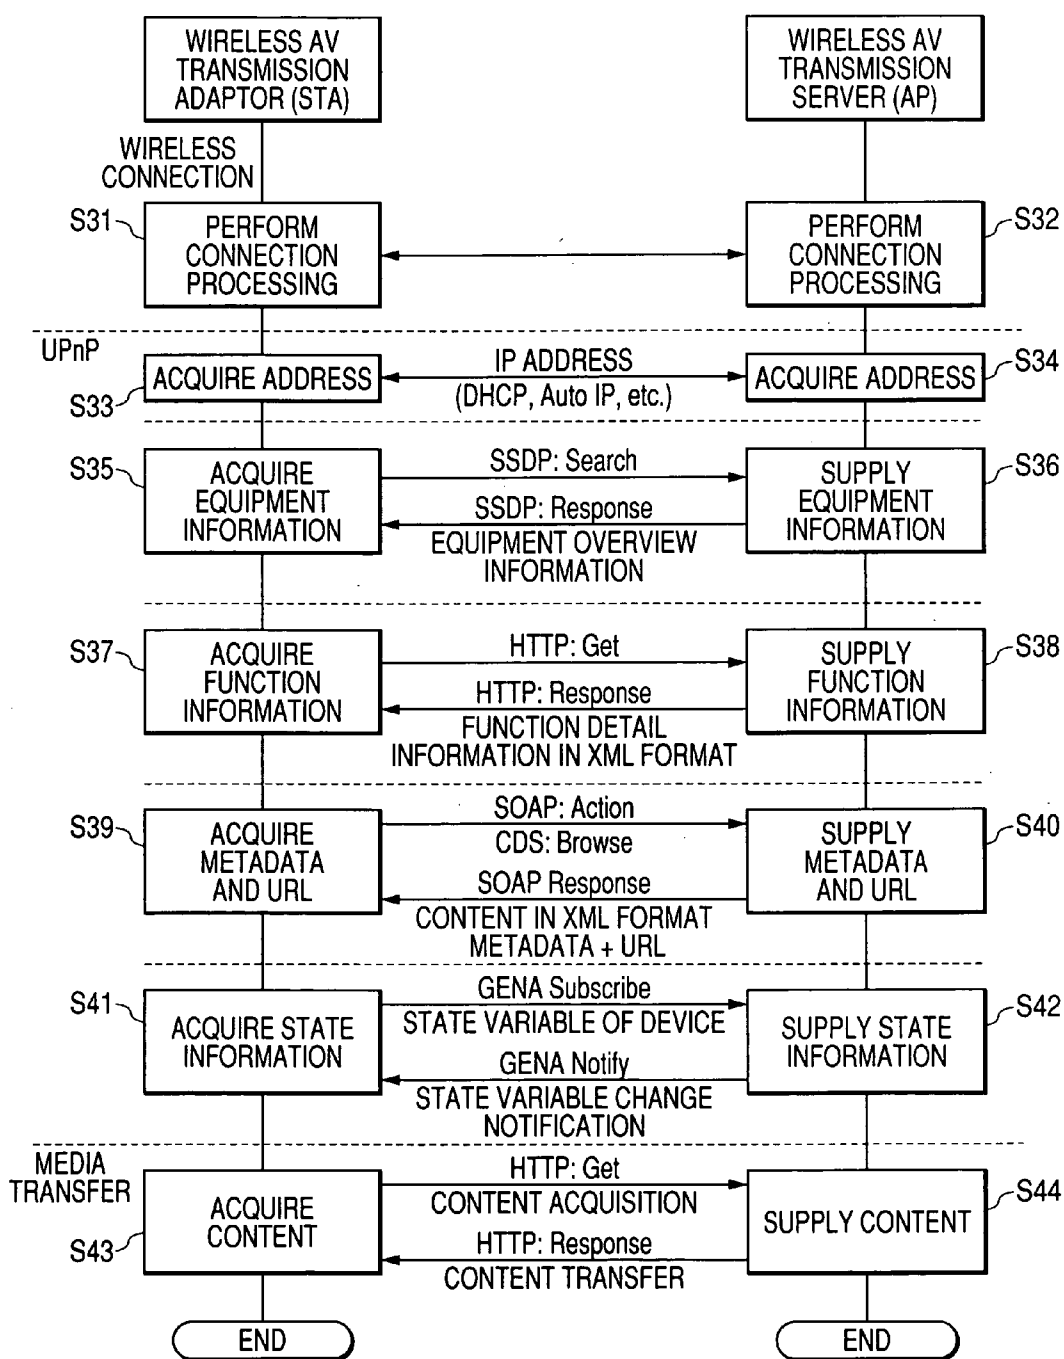 WIRELESS AV
TRANSMISSION
ADAPTOR (STA)
WIRELESS AV
TRANSMISSION
SERVER (AP)
WIRELESS
CONNECTION
S31
PERFORM
CONNECTION
PROCESSING
S32
PERFORM
CONNECTION
PROCESSING
UPnP
S33
ACQUIRE ADDRESS
IP ADDRESS
(DHCP, Auto IP, etc.)
S34
ACQUIRE ADDRESS
S35
ACQUIRE
EQUIPMENT
INFORMATION
SSDP: Search
SSDP: Response
EQUIPMENT OVERVIEW
INFORMATION
S36
SUPPLY
EQUIPMENT
INFORMATION
S37
ACQUIRE
FUNCTION
INFORMATION
HTTP: Get
HTTP: Response
FUNCTION DETAIL
INFORMATION IN XML FORMAT
S38
SUPPLY
FUNCTION
INFORMATION
S39
ACQUIRE
METADATA
AND URL
SOAP: Action
CDS: Browse
SOAP Response
CONTENT IN XML FORMAT
METADATA + URL
S40
SUPPLY
METADATA
AND URL
S41
ACQUIRE STATE
INFORMATION
GENA Subscribe
STATE VARIABLE OF DEVICE
GENA Notify
STATE VARIABLE CHANGE
NOTIFICATION
S42
SUPPLY STATE
INFORMATION
MEDIA
TRANSFER
S43
ACQUIRE
CONTENT
HTTP: Get
CONTENT ACQUISITION
HTTP: Response
CONTENT TRANSFER
S44
SUPPLY CONTENT
END
END